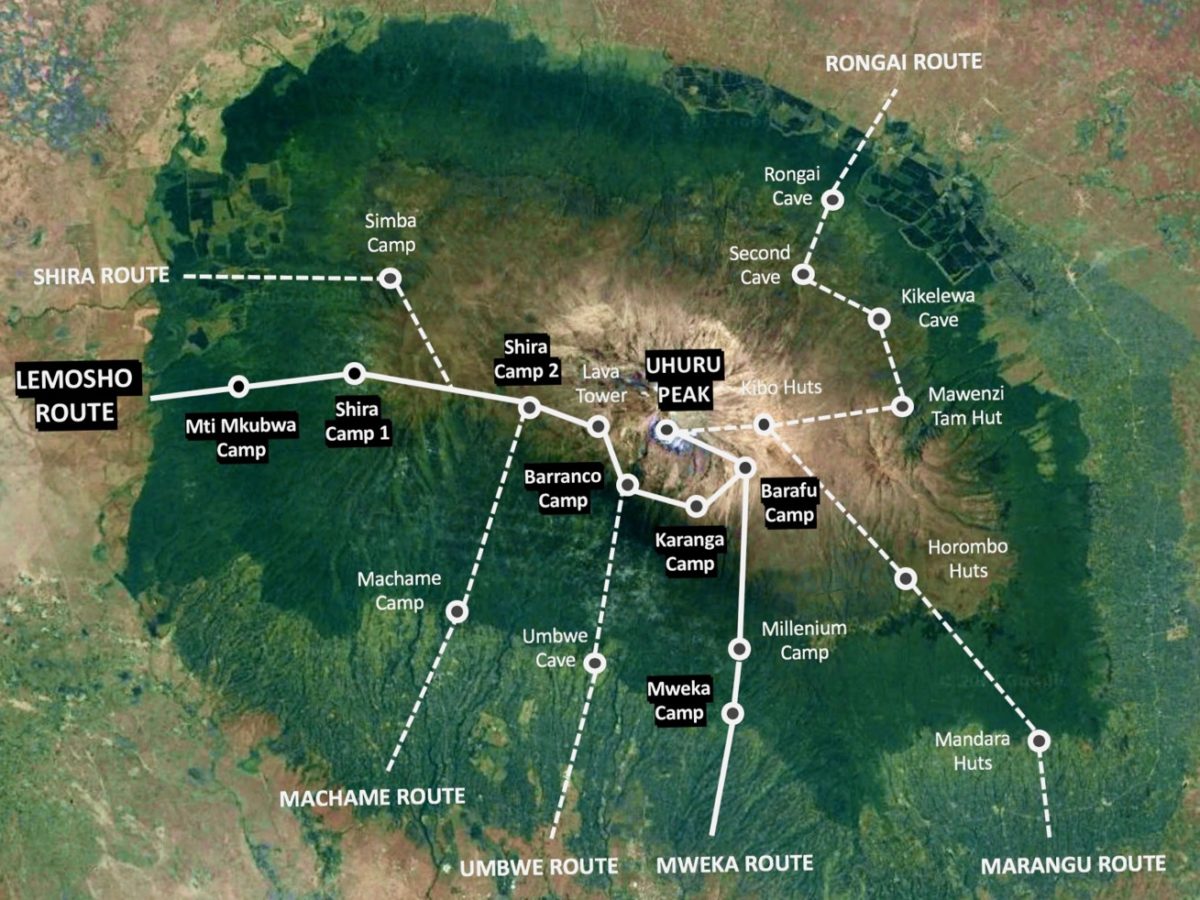 RONGAI ROUTE
Rongai
Cave
Simba
Camp
Second
Cave
SHIRA ROUTE
Kikelewa
Cave
Shira
Camp 2
UHURU
PEAK
LEMOSHO
ROUTE
Lava
Tower
Kibo Huts
Mawenzi
Tam Hut
Mti Mkubwa
Camp
Shira
Camp 1
Barranco
Camp
Barafu
Camp
Karanga
Camp
Horombo
Huts
Machame
Camp
Umbwe
Cave
Millenium
Camp
Mweka
Camp
Mandara
Huts
MACHAME ROUTE
UMBWE ROUTE
MWEKA ROUTE
MARANGU ROUTE